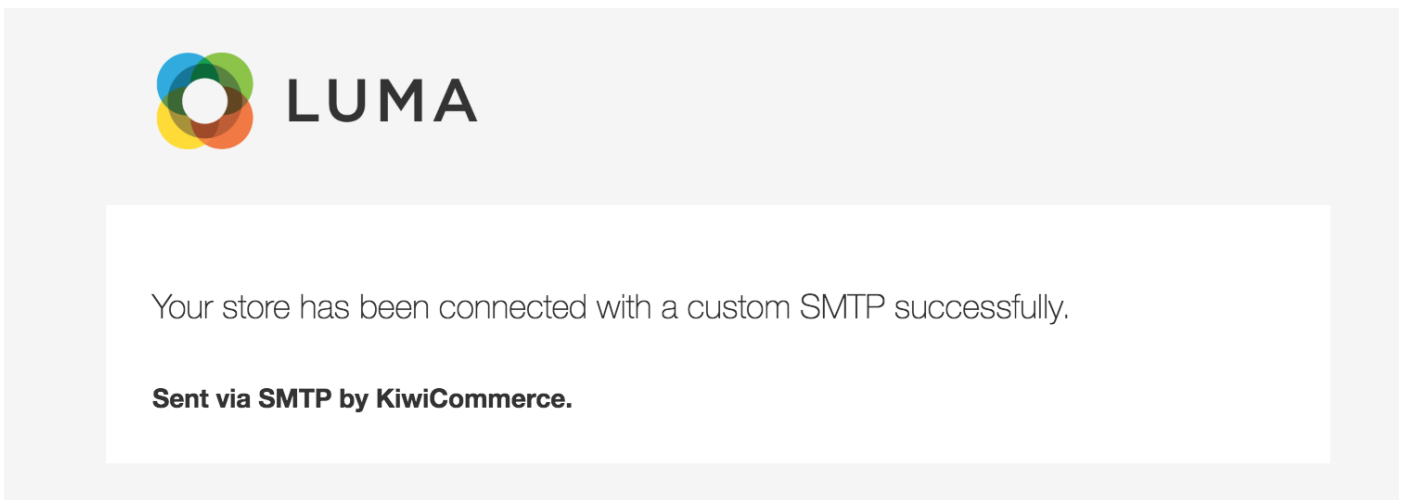 LUMA
Your store has been connected with a custom SMTP successfully.
Sent via SMTP by KiwiCommerce.